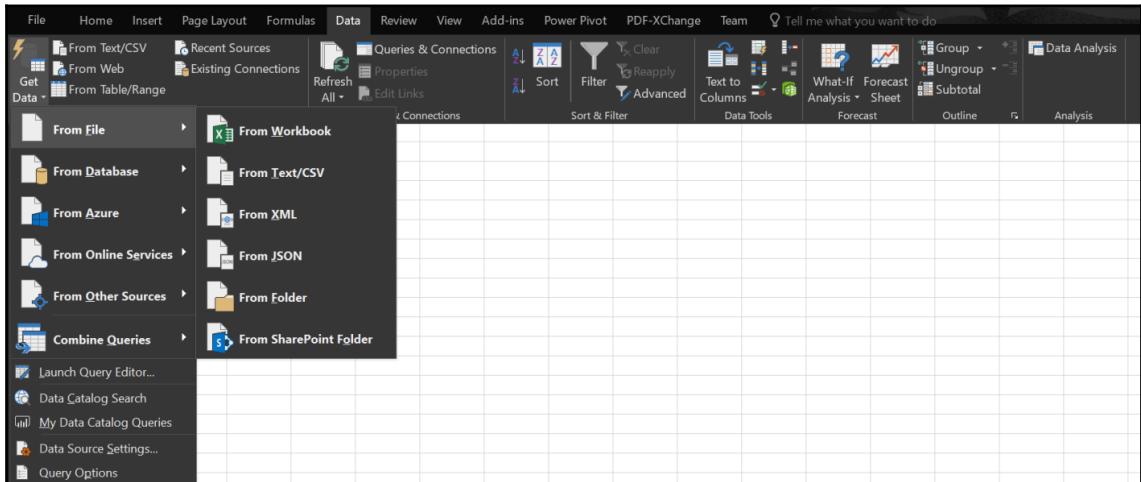 File Home Insert Page Layout Formulas Data Review View Add-ins Power Pivot PDF-XChange Team Tell me what you want to do
Get Data
From Text/CSV
From Web
From Table/Range
Recent Sources
Existing Connections
Refresh All
Queries & Connections
Properties
Edit Links
& Connections
Sort
Filter
Clear
Reapply
Advanced
Sort & Filter
Text to Columns
Data Tools
What-If Analysis
Forecast Sheet
Forecast
Group
Ungroup
Subtotal
Outline
Data Analysis
Analysis
From File
From Database
From Azure
From Online Services
From Other Sources
Combine Queries
Launch Query Editor...
Data Catalog Search
My Data Catalog Queries
Data Source Settings...
Query Options
From Workbook
From Text/CSV
From XML
From JSON
From Folder
From SharePoint Folder